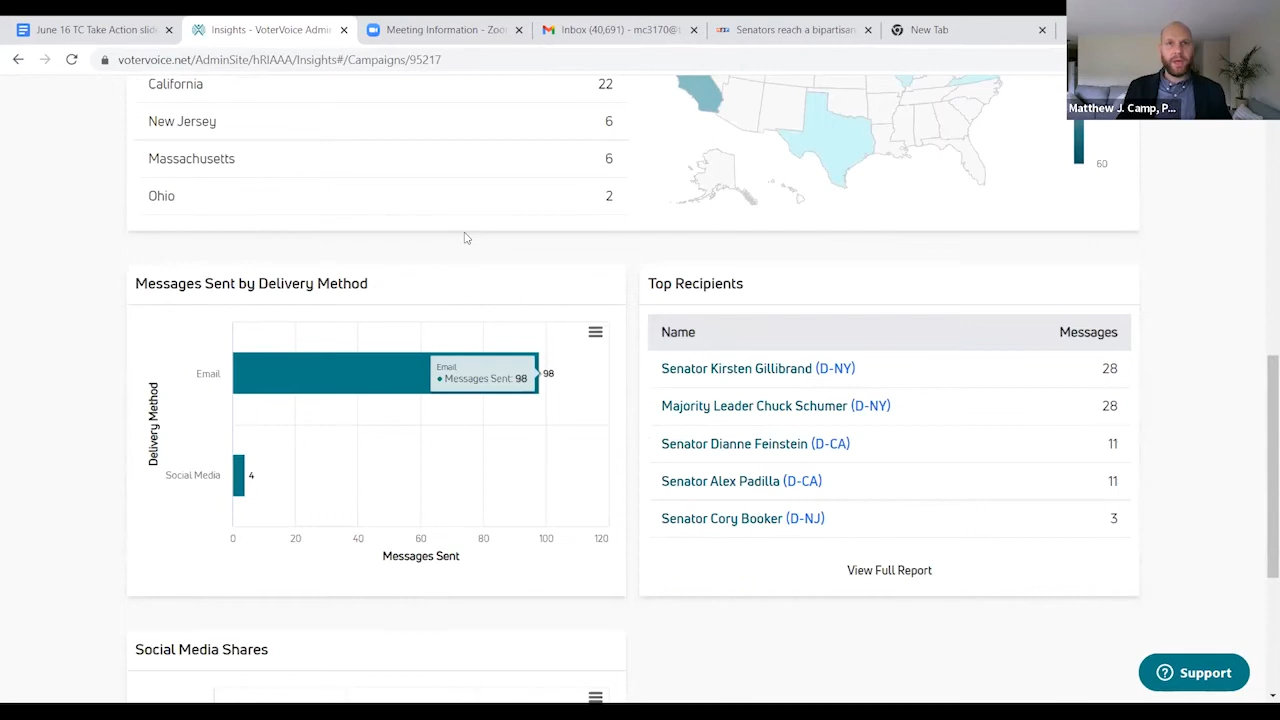 June 16 TC Take Action slid
Insights - VoterVoice Admin
Meeting Information - Zoo
Inbox (40,691) - mc3170@
Senators reach a bipartisan
New Tab
votervoice.net/AdminSite/hRIAAA/Insights#/Campaigns/95217
Matthew J. Camp, P...
California 22
New Jersey 6
Massachusetts 6
Ohio 2
60
Messages Sent by Delivery Method
Delivery Method
Email
Email
Messages Sent: 98
98
Social Media
4
0 20 40 60 80 100 120
Messages Sent
Top Recipients
Name Messages
Senator Kirsten Gillibrand (D-NY) 28
Majority Leader Chuck Schumer (D-NY) 28
Senator Dianne Feinstein (D-CA) 11
Senator Alex Padilla (D-CA) 11
Senator Cory Booker (D-NJ) 3
View Full Report
Social Media Shares
Support